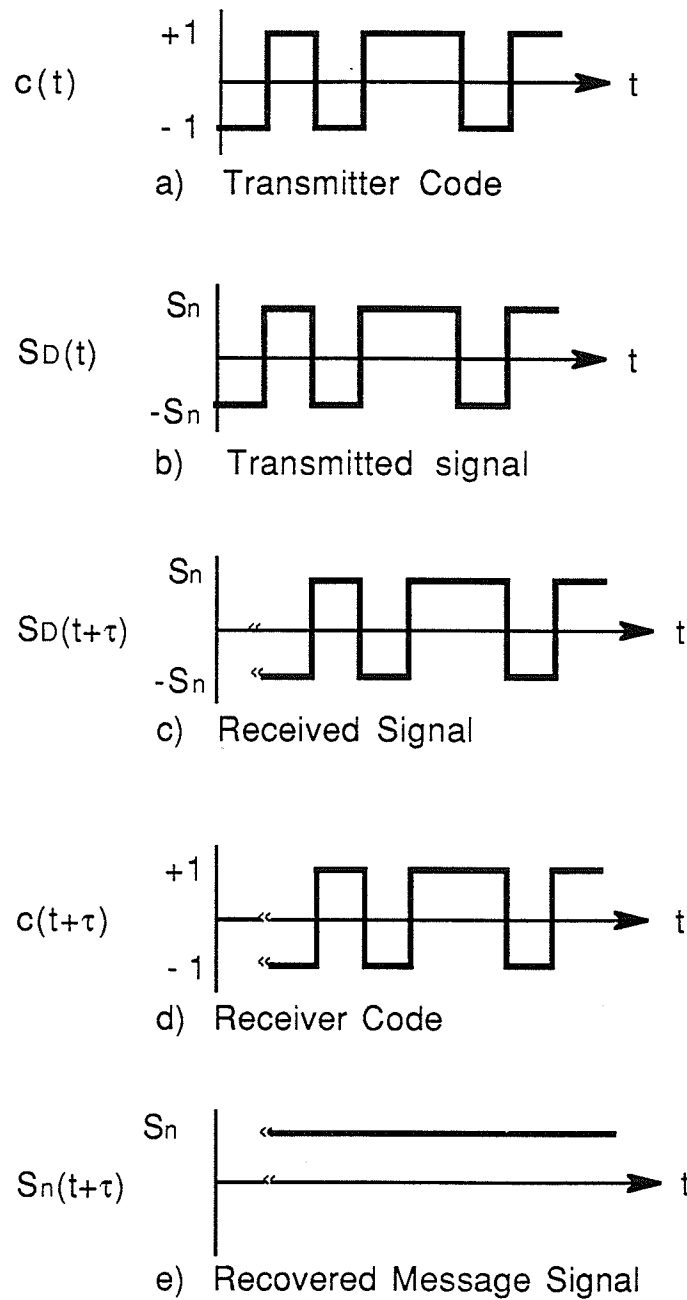 +1
c(t)
t
- 1
a) Transmitter Code
Sn
SD(t)
t
-Sn
b) Transmitted signal
Sn
SD(t+τ)
t
-Sn
c) Received Signal
+1
c(t+τ)
t
- 1
d) Receiver Code
Sn
Sn(t+τ)
t
e) Recovered Message Signal